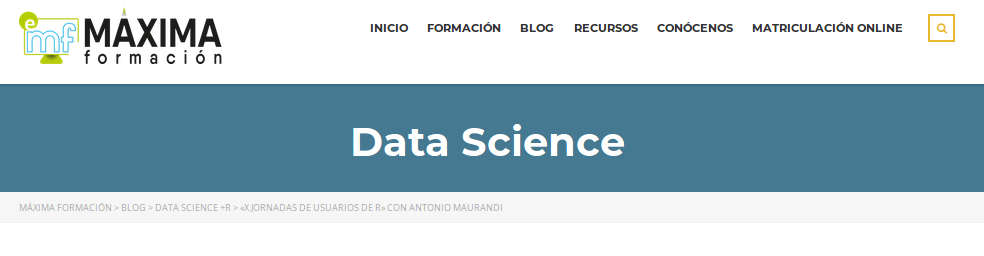 e
mf
MÁXIMA
formación
INICIO FORMACIÓN BLOG RECURSOS CONÓCENOS MATRICULACIÓN ONLINE
Data Science
MÁXIMA FORMACIÓN > BLOG > DATA SCIENCE +R > «X JORNADAS DE USUARIOS DE R» CON ANTONIO MAURANDI